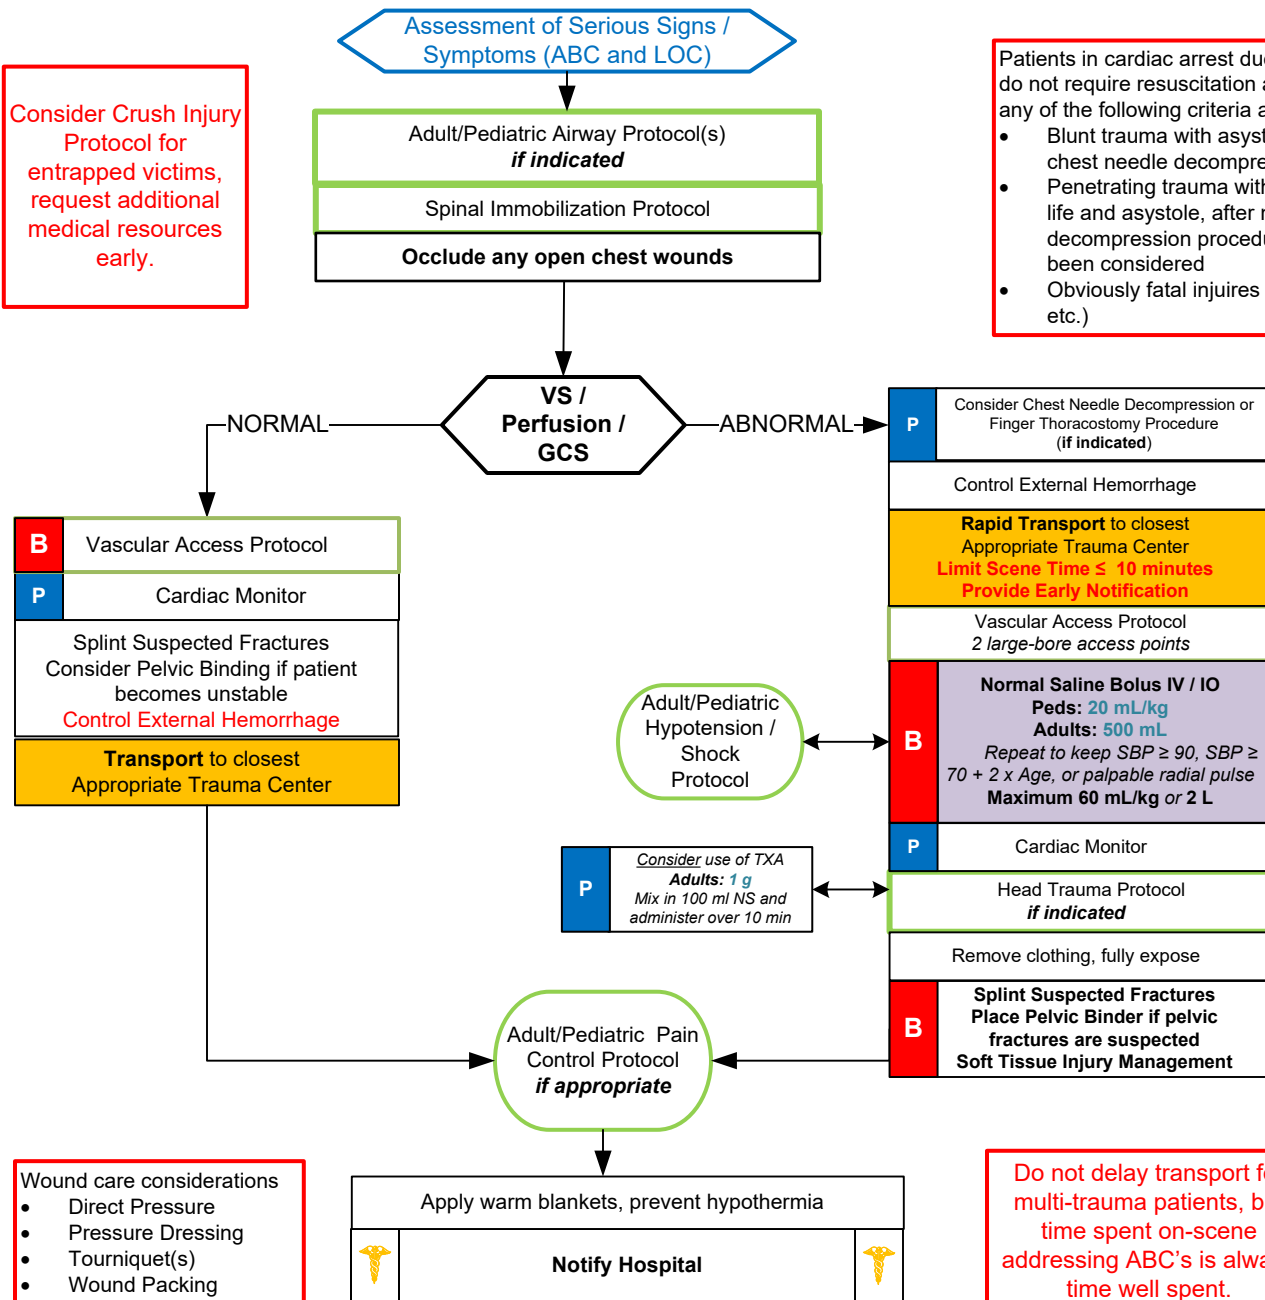 Assessment of Serious Signs /
Symptoms (ABC and LOC)
Consider Crush Injury
Protocol for
entrapped victims,
request additional
medical resources
early.
Adult/Pediatric Airway Protocol(s)
if indicated
Spinal Immobilization Protocol
Occlude any open chest wounds
Patients in cardiac arrest
do not require resuscitation
any of the following criteria
• Blunt trauma with
chest needle
• Penetrating trauma
life and asystole, after
decompression
been considered
• Obviously fatal injuires
etc.)
VS /
Perfusion /
GCS
NORMAL
ABNORMAL
B Vascular Access Protocol
P Cardiac Monitor
Splint Suspected Fractures
Consider Pelvic Binding if patient
becomes unstable
Control External Hemorrhage
Transport to closest
Appropriate Trauma Center
P
Consider Chest Needle Decompression or
Finger Thoracostomy Procedure
(if indicated)
Control External Hemorrhage
Rapid Transport to closest
Appropriate Trauma Center
Limit Scene Time ≤ 10 minutes
Provide Early Notification
Vascular Access Protocol
2 large-bore access points
B
Normal Saline Bolus IV / IO
Peds: 20 mL/kg
Adults: 500 mL
Repeat to keep SBP ≥ 90, SBP ≥
70 + 2 x Age, or palpable radial pulse
Maximum 60 mL/kg or 2 L
Adult/Pediatric
Hypotension /
Shock
Protocol
P Cardiac Monitor
P
Consider use of TXA
Adults: 1 g
Mix in 100 ml NS and
administer over 10 min
Head Trauma Protocol
if indicated
Remove clothing, fully expose
B
Splint Suspected Fractures
Place Pelvic Binder if pelvic
fractures are suspected
Soft Tissue Injury Management
Adult/Pediatric Pain
Control Protocol
if appropriate
Wound care considerations
• Direct Pressure
• Pressure Dressing
• Tourniquet(s)
• Wound Packing
Apply warm blankets, prevent hypothermia
Notify Hospital
Do not delay transport
multi-trauma patients,
time spent on-scene
addressing ABC's is
time well spent.